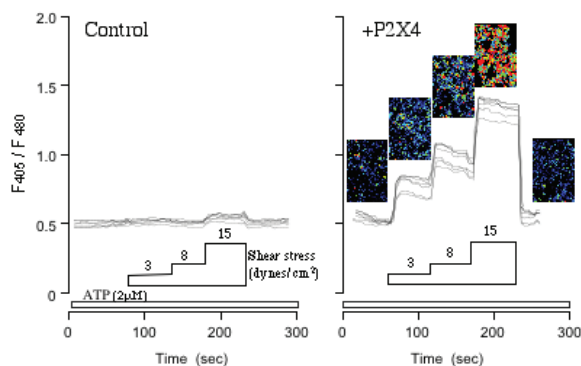 Control
+P2X4
2.0
1.5
1.0
0.5
0
F405 / F480
3
8
15
Shear stress
(dynes/cm²)
ATP (2μM)
3
8
15
0
100
200
300
0
100
200
300
Time (sec)
Time (sec)